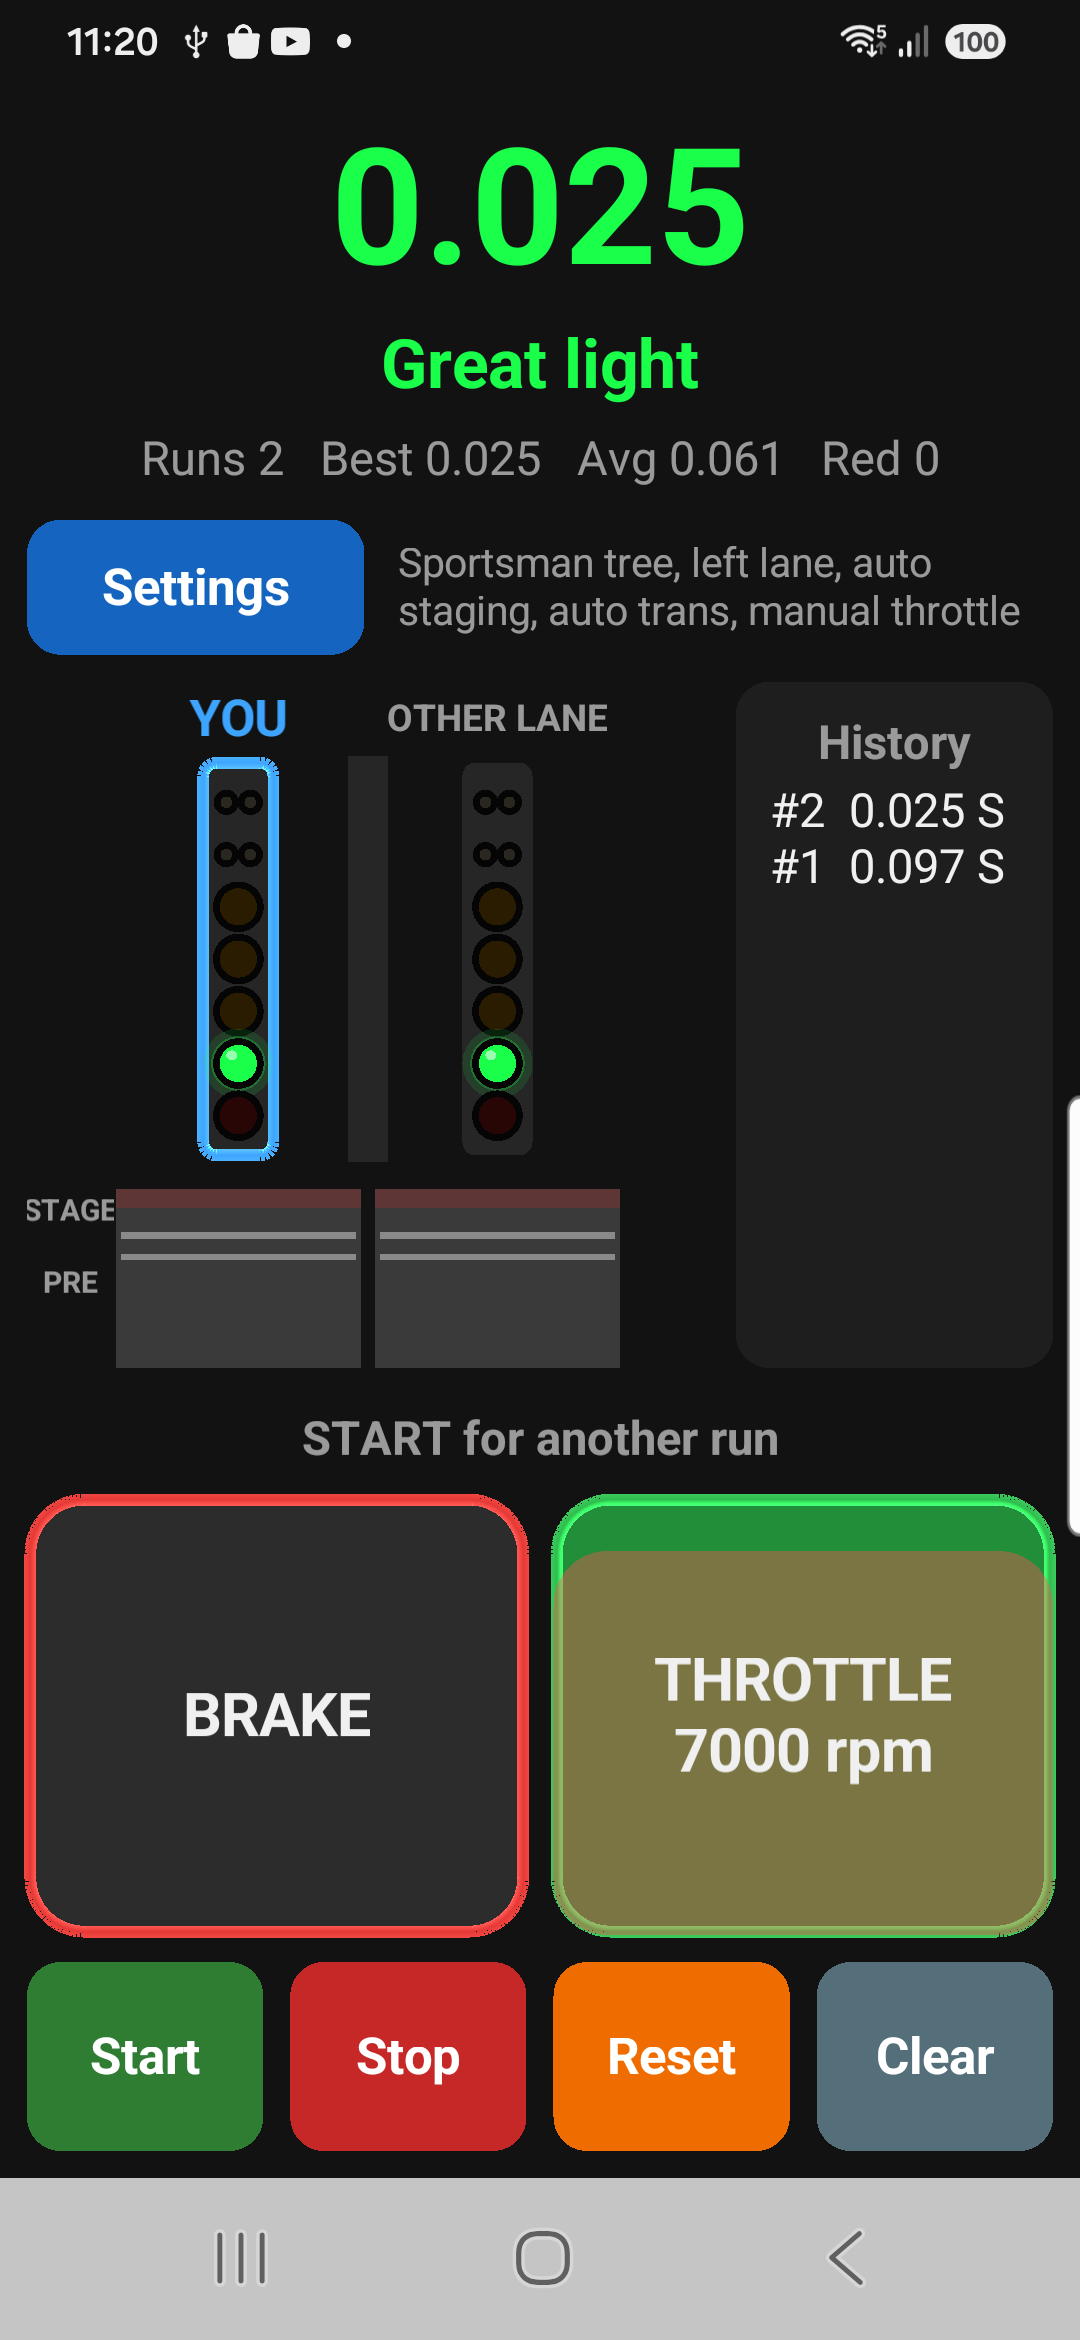 11:20
5
100
0.025
Great light
Runs 2 Best 0.025 Avg 0.061 Red 0
Settings
Sportsman tree, left lane, auto
staging, auto trans, manual throttle
YOU
OTHER LANE
History
#2 0.025 S
#1 0.097 S
STAGE
PRE
START for another run
BRAKE
THROTTLE
7000 rpm
Start
Stop
Reset
Clear